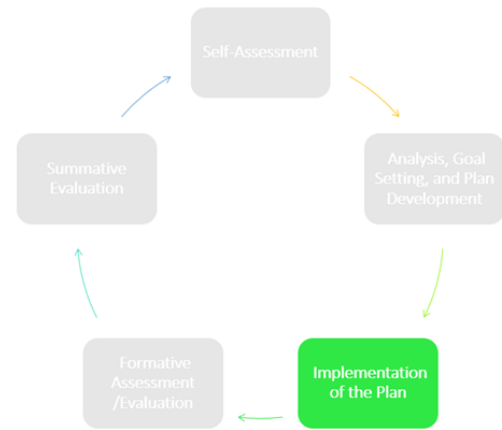 Self-Assessment
Analysis, Goal
Setting, and Plan
Development
Implementation
of the Plan
Formative
Assessment
/Evaluation
Summative
Evaluation